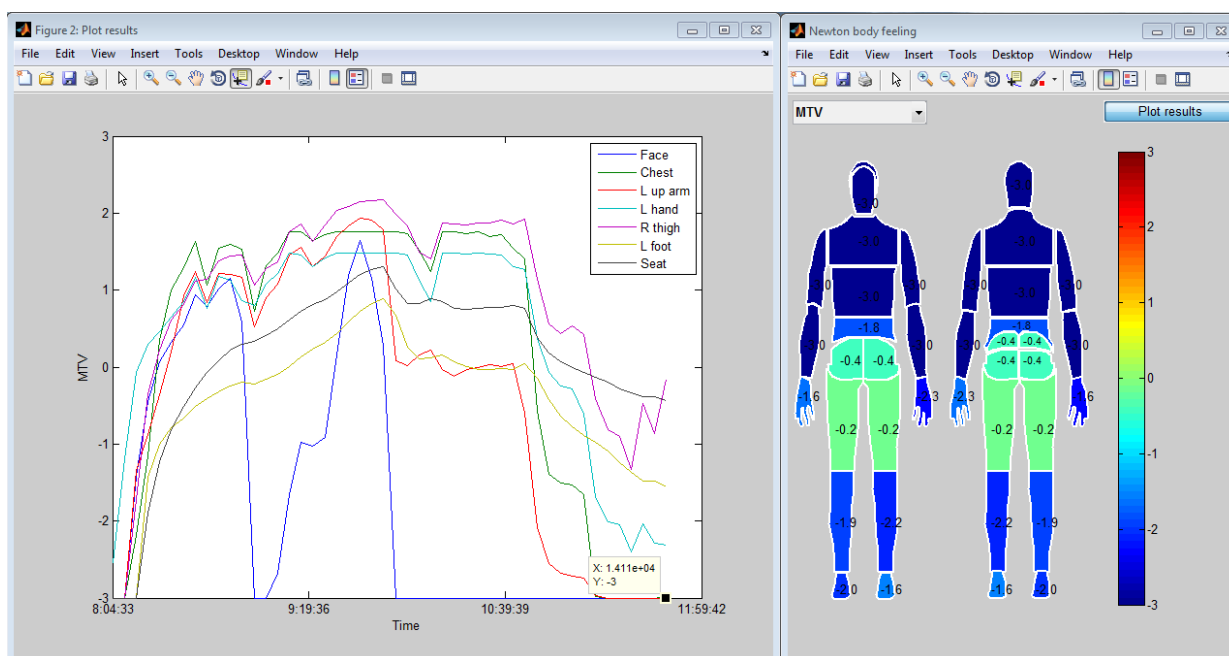 Figure 2: Plot results
File Edit View Insert Tools Desktop Window Help
3
2
1
0
-1
-2
-3
MTV
8:04:33 9:19:36 10:39:39 11:59:42
Time
Face
Chest
L up arm
L hand
R thigh
L foot
Seat
X: 1.411e+04
Y: -3
Newton body feeling
File Edit View Insert Tools Desktop Window Help
MTV
Plot results
-3.0 -3.0
-3.0 -3.0
-3.0 3.0 -3.0 -3.0 -3.0 -3.0
-1.8 -1.8
-3.0 -3.0 -3.0 -3.0
-0.4 -0.4 -0.4 -0.4
-0.4 -0.4
-1.6 -2.3 -2.3 -1.6
-0.2 -0.2 -0.2 -0.2
-1.9 -2.2 -2.2 -1.9
-2.0 -1.6 -1.6 -2.0
3
2
1
0
-1
-2
-3